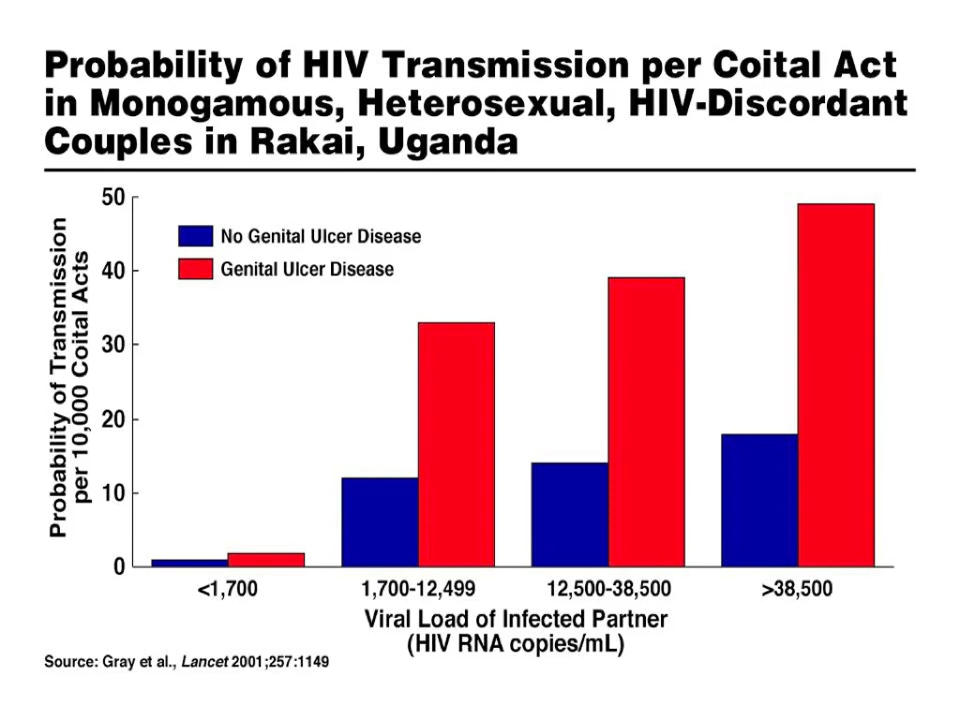 Probability of HIV Transmission per Coital Act
in Monogamous, Heterosexual, HIV-Discordant
Couples in Rakai, Uganda
Probability of Transmission
per 10,000 Coital Acts
50
40
30
20
10
0
No Genital Ulcer Disease
Genital Ulcer Disease
<1,700
1,700-12,499
12,500-38,500
>38,500
Viral Load of Infected Partner
(HIV RNA copies/mL)
Source: Gray et al., Lancet 2001;257:1149